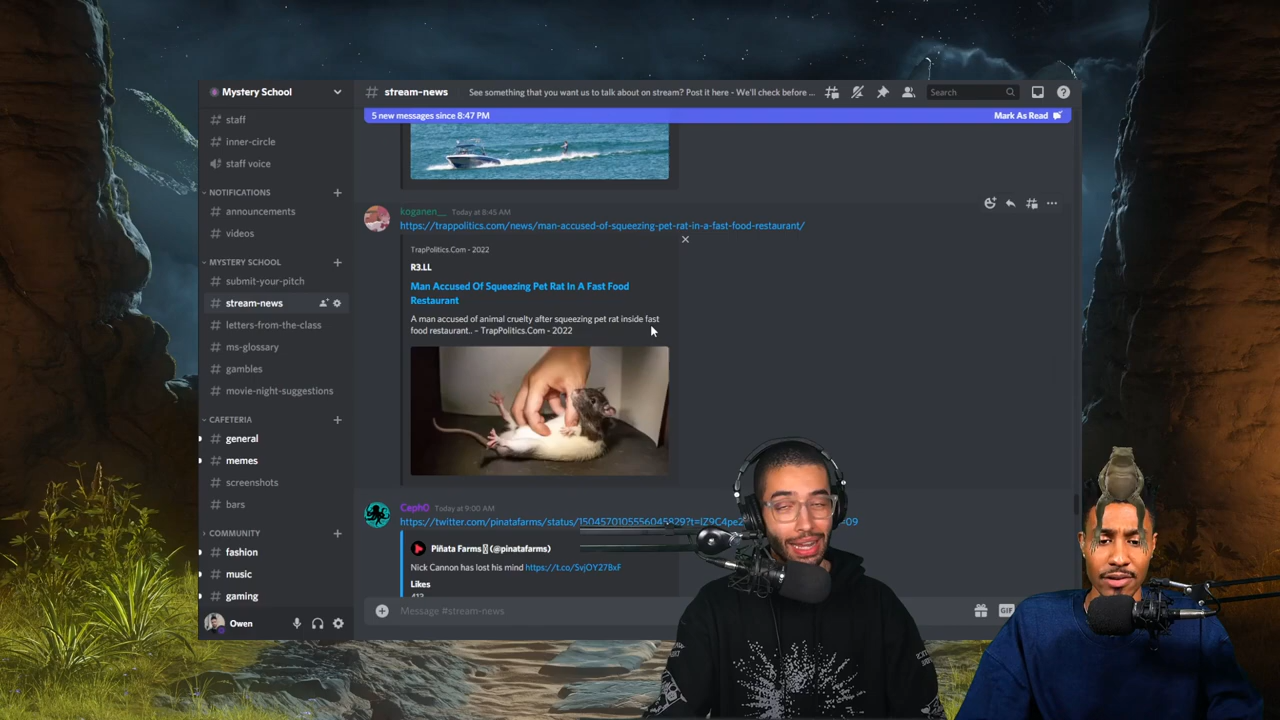 Mystery School
staff
inner-circle
staff voice
NOTIFICATIONS
announcements
videos
MYSTERY SCHOOL
submit-your-pitch
stream-news
letters-from-the-class
ms-glossary
gambles
movie-night-suggestions
CAFETERIA
general
memes
screenshots
bars
COMMUNITY
fashion
music
gaming
Owen
stream-news
See something that you want us to talk about on stream? Post it here - We'll check before ...
Search
5 new messages since 8:47 PM
Mark As Read
koganen__ Today at 8:45 AM
https://trappolitics.com/news/man-accused-of-squeezing-pet-rat-in-a-fast-food-restaurant/
TrapPolitics.Com - 2022
R3.LL
Man Accused Of Squeezing Pet Rat In A Fast Food
Restaurant
A man accused of animal cruelty after squeezing pet rat inside fast
food restaurant.. – TrapPolitics.Com - 2022
CephO Today at 9:00 AM
Piñata Farms (@pinatafarms)
Nick Cannon has lost his mind https://t.co/SvjOY27BxF
Likes
Message #stream-news
GIF